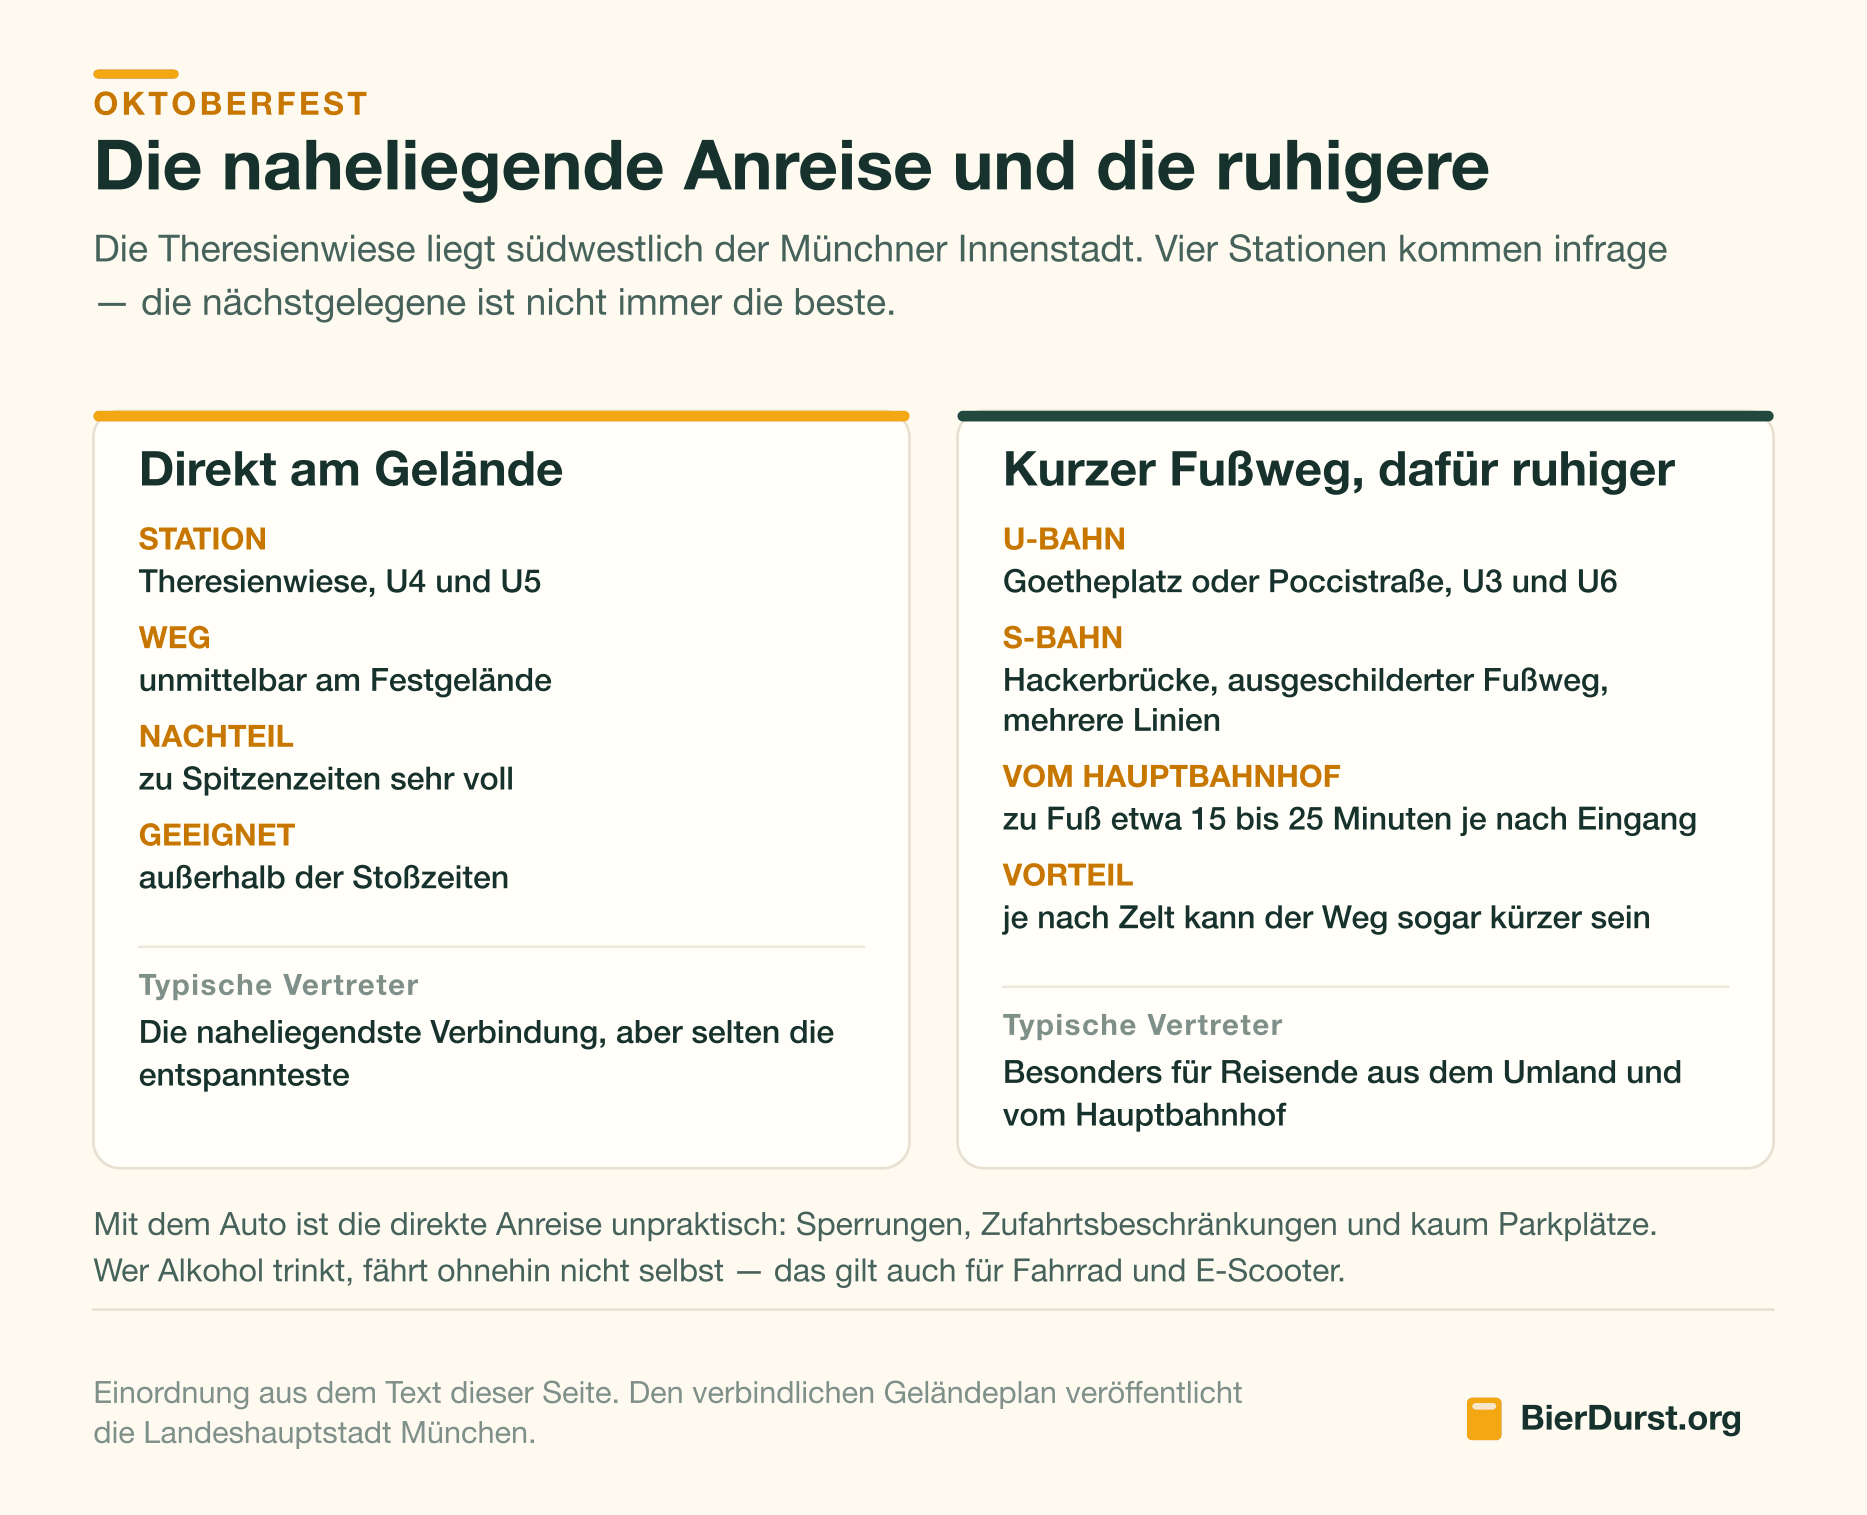 OKTOBERFEST
Die naheliegende Anreise und die ruhigere
Die Theresienwiese liegt südwestlich der Münchner Innenstadt. Vier Stationen kommen infrage
— die nächstgelegene ist nicht immer die beste.
Direkt am Gelände
STATION
Theresienwiese, U4 und U5
WEG
unmittelbar am Festgelände
NACHTEIL
zu Spitzenzeiten sehr voll
GEEIGNET
außerhalb der Stoßzeiten
Typische Vertreter
Die naheliegendste Verbindung, aber selten die
entspannteste
Kurzer Fußweg, dafür ruhiger
U-BAHN
Goetheplatz oder Poccistraße, U3 und U6
S-BAHN
Hackerbrücke, ausgeschilderter Fußweg,
mehrere Linien
VOM HAUPTBAHNHOF
zu Fuß etwa 15 bis 25 Minuten je nach Eingang
VORTEIL
je nach Zelt kann der Weg sogar kürzer sein
Typische Vertreter
Besonders für Reisende aus dem Umland und
vom Hauptbahnhof
Mit dem Auto ist die direkte Anreise unpraktisch: Sperrungen, Zufahrtsbeschränkungen und kaum Parkplätze.
Wer Alkohol trinkt, fährt ohnehin nicht selbst — das gilt auch für Fahrrad und E-Scooter.
Einordnung aus dem Text dieser Seite. Den verbindlichen Geländeplan veröffentlicht
die Landeshauptstadt München.
BierDurst.org